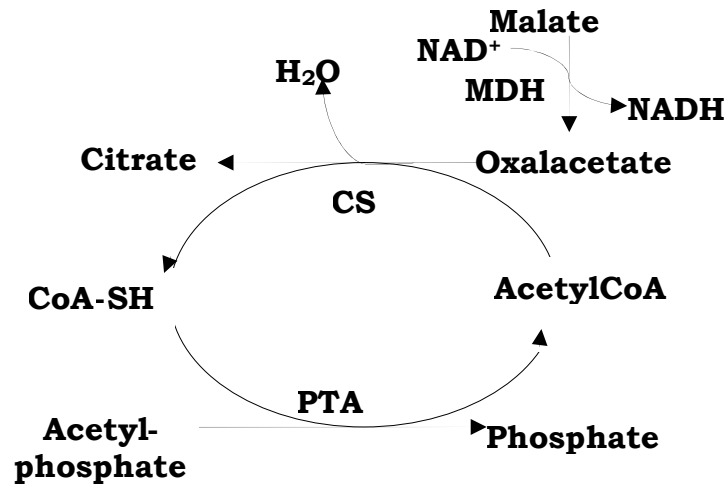 Malate
NAD⁺
H₂O
MDH
NADH
Citrate
Oxalacetate
CS
CoA-SH
AcetylCoA
PTA
Acetyl-
phosphate
Phosphate